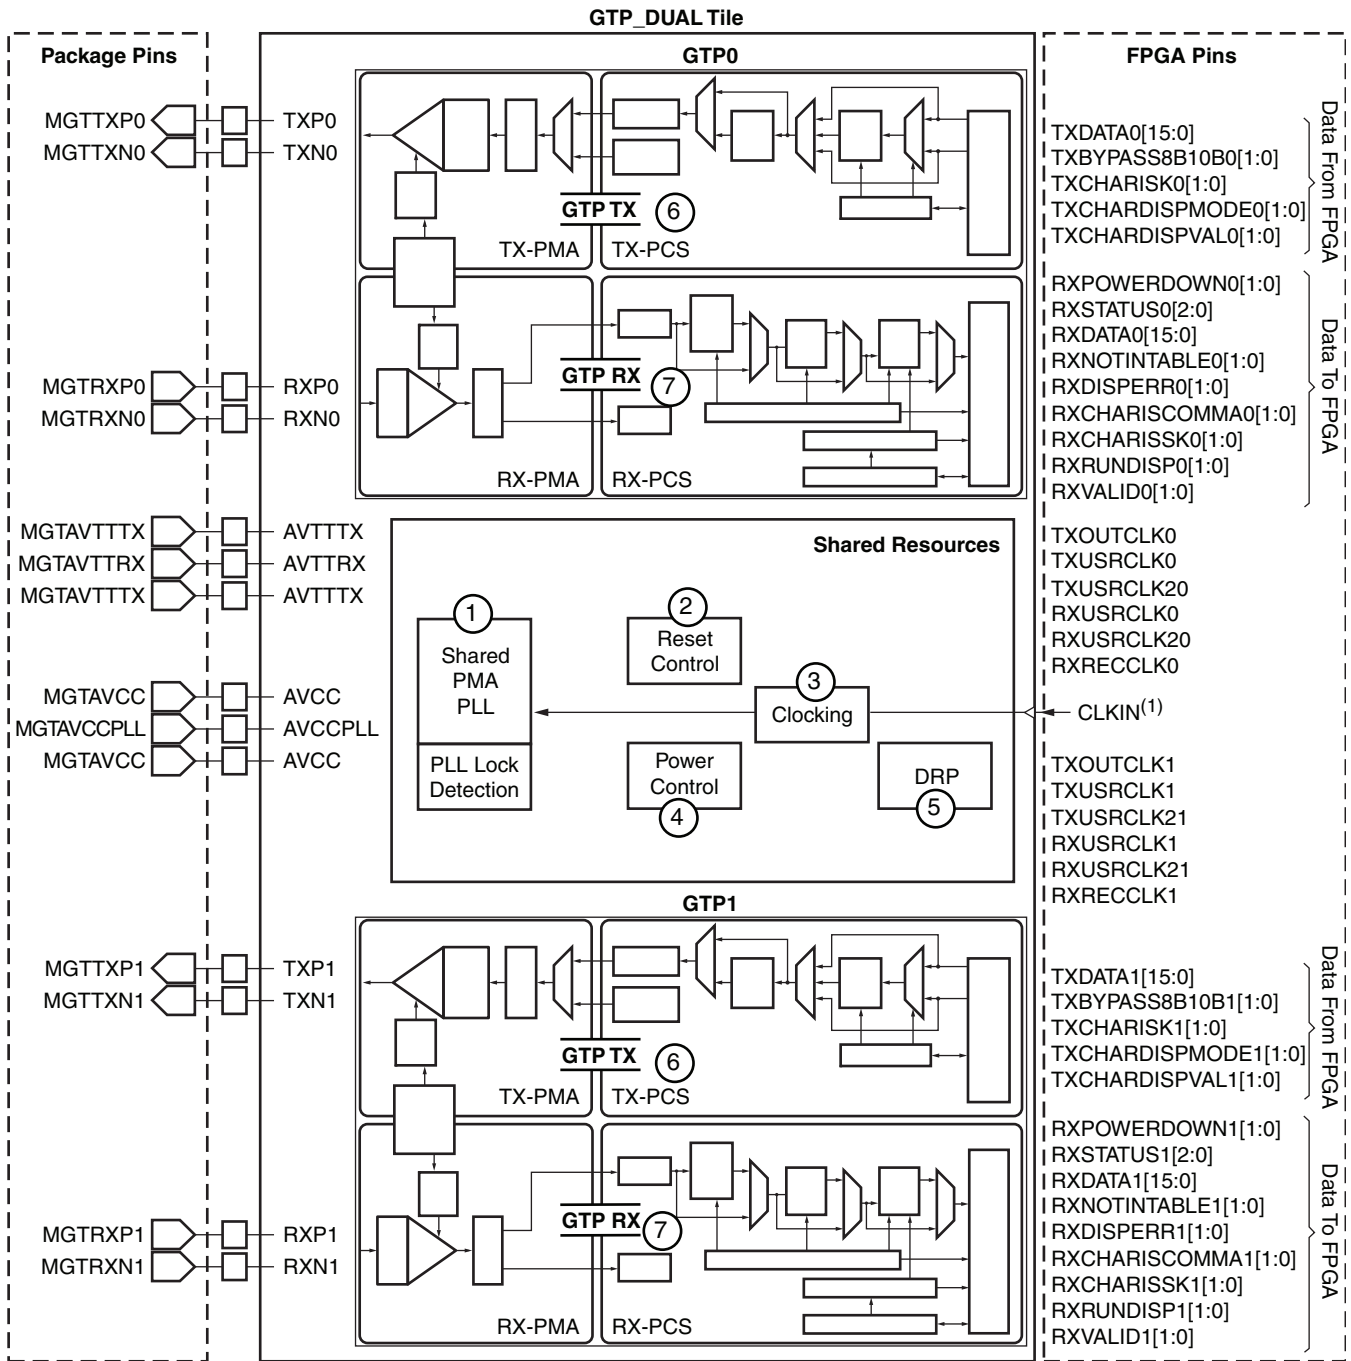 GTP_DUAL Tile
Package Pins
GTP0
FPGA Pins
MGTTXP0
TXP0
MGTTXN0
TXN0
GTP TX
6
TX-PMA
TX-PCS
TXDATA0[15:0]
TXBYPASS8B10B0[1:0]
TXCHARISK0[1:0]
TXCHARDISPMODE0[1:0]
TXCHARDISPVAL0[1:0]
Data From FPGA
MGTRXP0
RXP0
MGTRXN0
RXN0
GTP RX
7
RX-PMA
RX-PCS
RXPOWERDOWN0[1:0]
RXSTATUS0[2:0]
RXDATA0[15:0]
RXNOTINTABLE0[1:0]
RXDISPERR0[1:0]
RXCHARISCOMMA0[1:0]
RXCHARISSK0[1:0]
RXRUNDISP0[1:0]
RXVALID0[1:0]
Data To FPGA
MGTAVTTTX
AVTTTX
MGTAVTTRX
AVTTRX
MGTAVTTTX
AVTTTX
MGTAVCC
AVCC
MGTAVCCPLL
AVCCPLL
MGTAVCC
AVCC
Shared Resources
1
Shared
PMA
PLL
PLL Lock
Detection
2
Reset
Control
3
Clocking
Power
Control
4
DRP
5
TXOUTCLK0
TXUSRCLK0
TXUSRCLK20
RXUSRCLK0
RXUSRCLK20
RXRECCLK0
CLKIN(1)
TXOUTCLK1
TXUSRCLK1
TXUSRCLK21
RXUSRCLK1
RXUSRCLK21
RXRECCLK1
GTP1
MGTTXP1
TXP1
MGTTXN1
TXN1
GTP TX
6
TX-PMA
TX-PCS
TXDATA1[15:0]
TXBYPASS8B10B1[1:0]
TXCHARISK1[1:0]
TXCHARDISPMODE1[1:0]
TXCHARDISPVAL1[1:0]
Data From FPGA
MGTRXP1
RXP1
MGTRXN1
RXN1
GTP RX
7
RX-PMA
RX-PCS
RXPOWERDOWN1[1:0]
RXSTATUS1[2:0]
RXDATA1[15:0]
RXNOTINTABLE1[1:0]
RXDISPERR1[1:0]
RXCHARISCOMMA1[1:0]
RXCHARISSK1[1:0]
RXRUNDISP1[1:0]
RXVALID1[1:0]
Data To FPGA